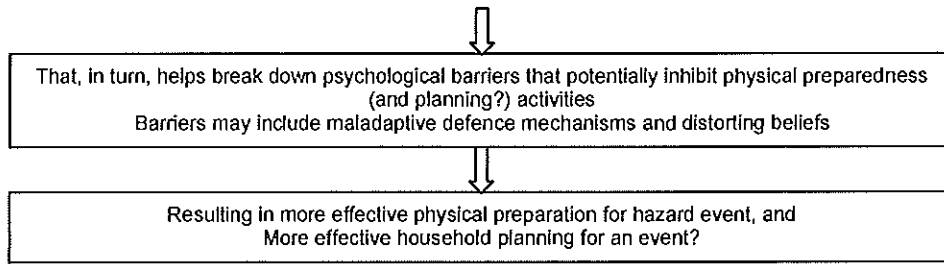 That, in turn, helps break down psychological barriers that potentially inhibit physical preparedness
(and planning?) activities
Barriers may include maladaptive defence mechanisms and distorting beliefs
Resulting in more effective physical preparation for hazard event, and
More effective household planning for an event?